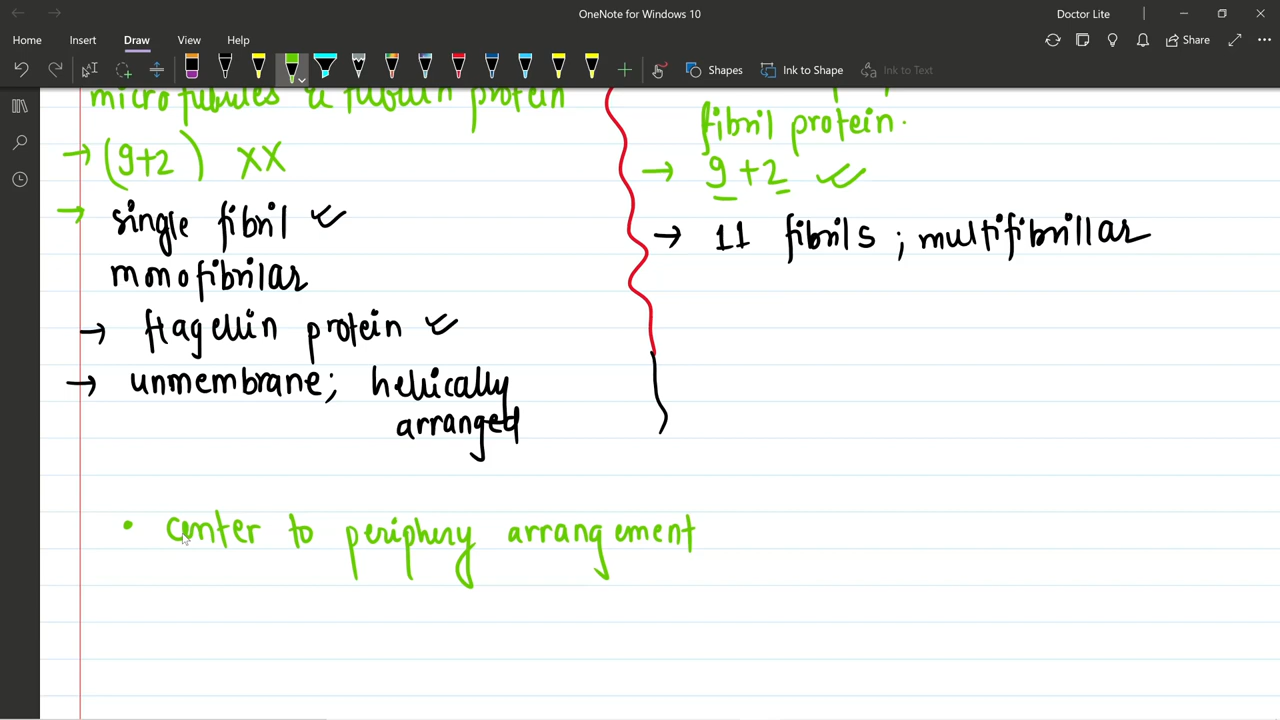 OneNote for Windows 10
Doctor Lite
Home Insert Draw View Help
Share
Shapes
Ink to Shape
Ink to Text
microtubules & tubulin protein
→ (9+2) XX
→ single fibril ✓
monofibrilar
→ flagellin protein ✓
→ unmembrane; helically
arranged
fibril protein.
→ 9+2 ✓
→ 11 fibrils ; multifibrillar
• center to periphery arrangement